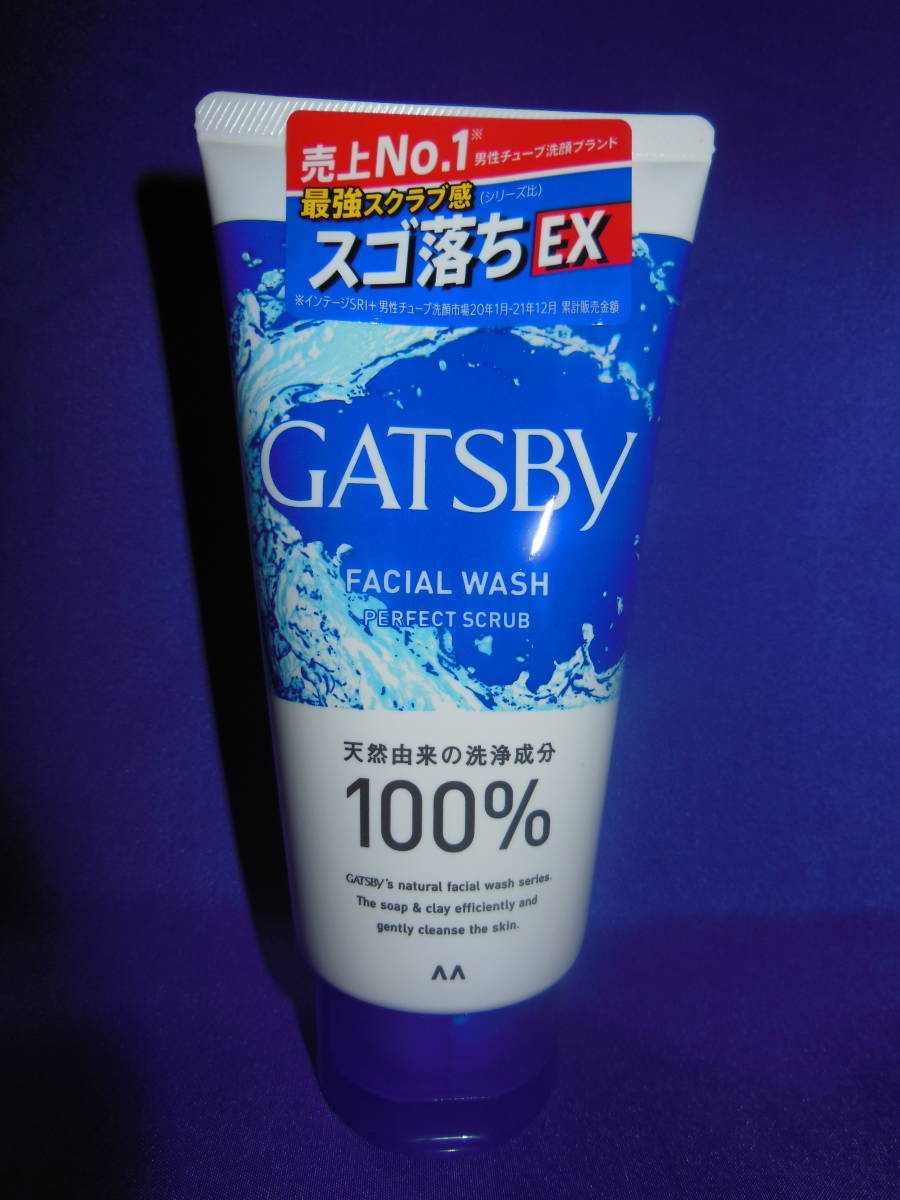 売上No.1※男性チューブ洗顔ブランド
最強スクラブ感(シリーズ比)
スゴ落ちEX
※インテージSRI+男性チューブ洗顔市場20年1月-21年12月 累計販売金額
GATSBY
FACIAL WASH
PERFECT SCRUB
天然由来の洗浄成分
100%
GATSBY's natural facial wash series.
The soap & clay efficiently and
gently cleanse the skin.